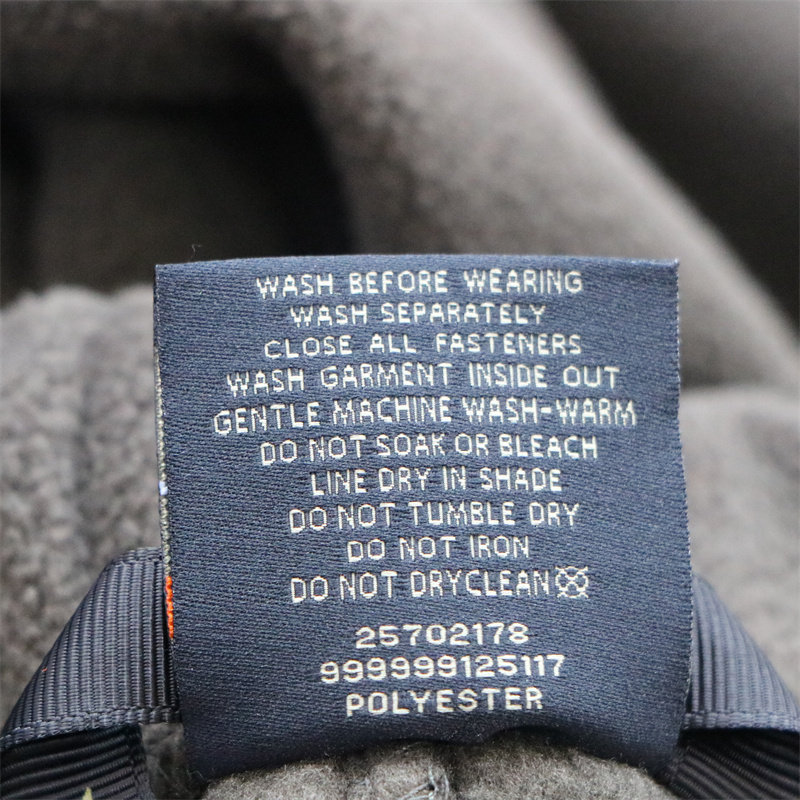 WASH BEFORE WEARING
WASH SEPARATELY
CLOSE ALL FASTENERS
WASH GARMENT INSIDE OUT
GENTLE MACHINE WASH-WARM
DO NOT SOAK OR BLEACH
LINE DRY IN SHADE
DO NOT TUMBLE DRY
DO NOT IRON
DO NOT DRYCLEAN
25702178
999999125117
POLYESTER